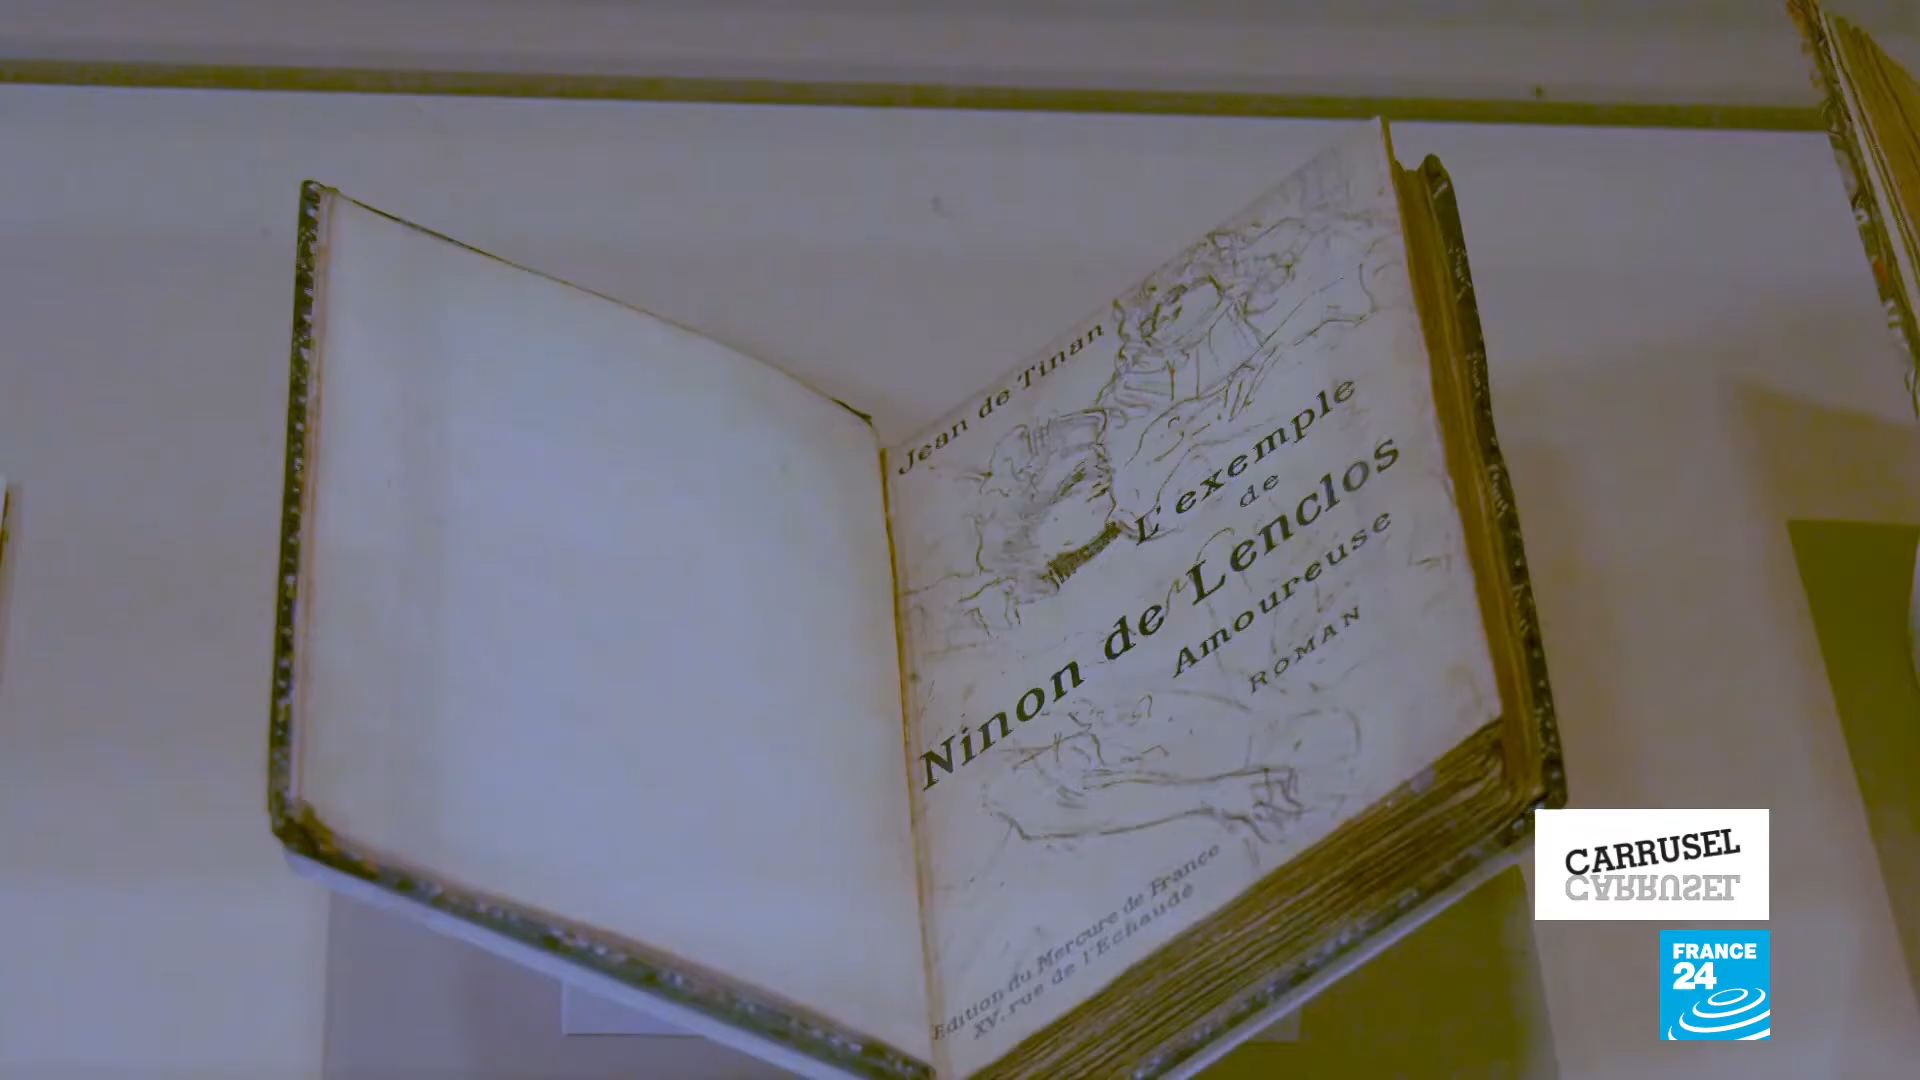 Jean de Tinan
L'exemple
de
Ninon de Lenclos
Amoureuse
ROMAN
Edition du Mercure de France
XV. rue de l'Echaudé
CARRUSEL
FRANCE
24